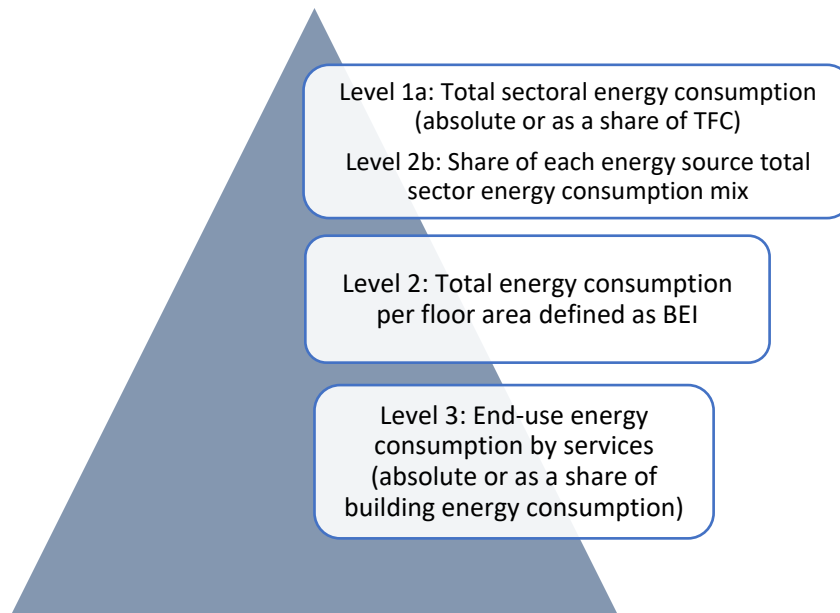 Level 1a: Total sectoral energy consumption
(absolute or as a share of TFC)
Level 2b: Share of each energy source total
sector energy consumption mix
Level 2: Total energy consumption
per floor area defined as BEI
Level 3: End-use energy
consumption by services
(absolute or as a share of
building energy consumption)